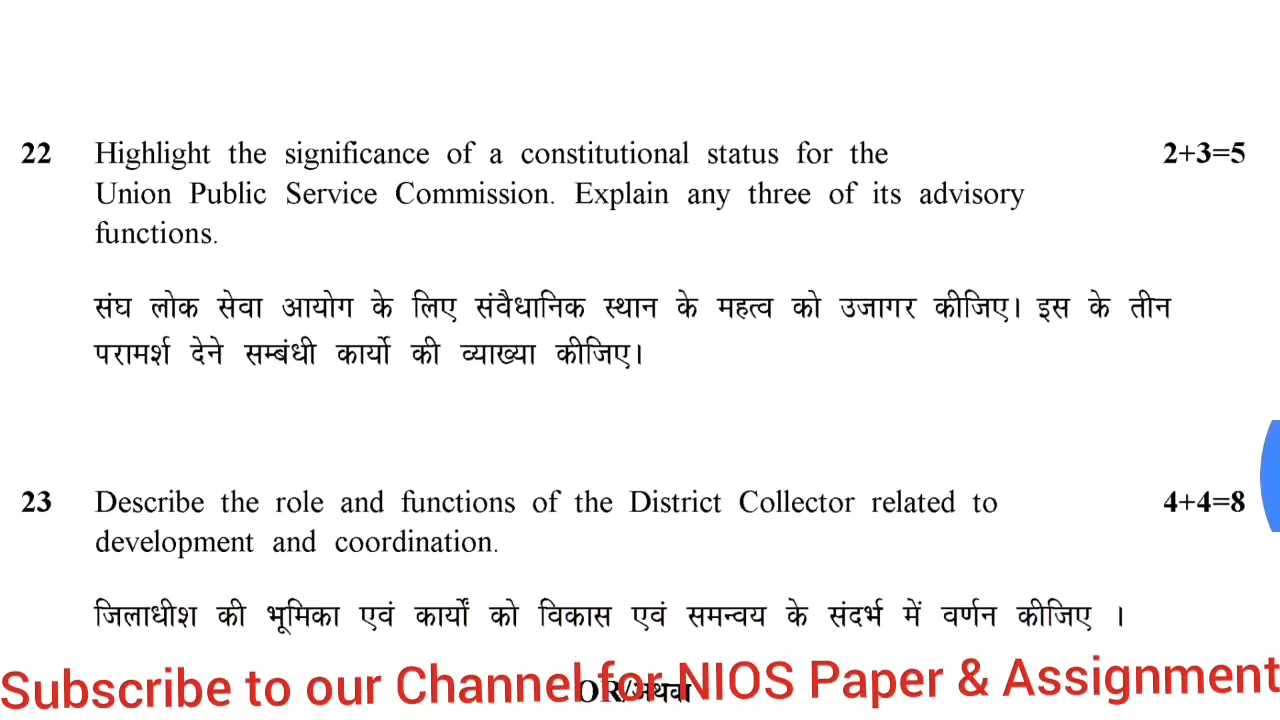 22 Highlight the significance of a constitutional status for the 2+3=5
Union Public Service Commission. Explain any three of its advisory
functions.
संघ लोक सेवा आयोग के लिए संवैधानिक स्थान के महत्व को उजागर कीजिए। इस के तीन
परामर्श देने सम्बंधी कार्यो की व्याख्या कीजिए।
23 Describe the role and functions of the District Collector related to 4+4=8
development and coordination.
जिलाधीश की भूमिका एवं कार्यों को विकास एवं समन्वय के संदर्भ में वर्णन कीजिए ।
OR/अथवा
Subscribe to our Channel for NIOS Paper & Assignment